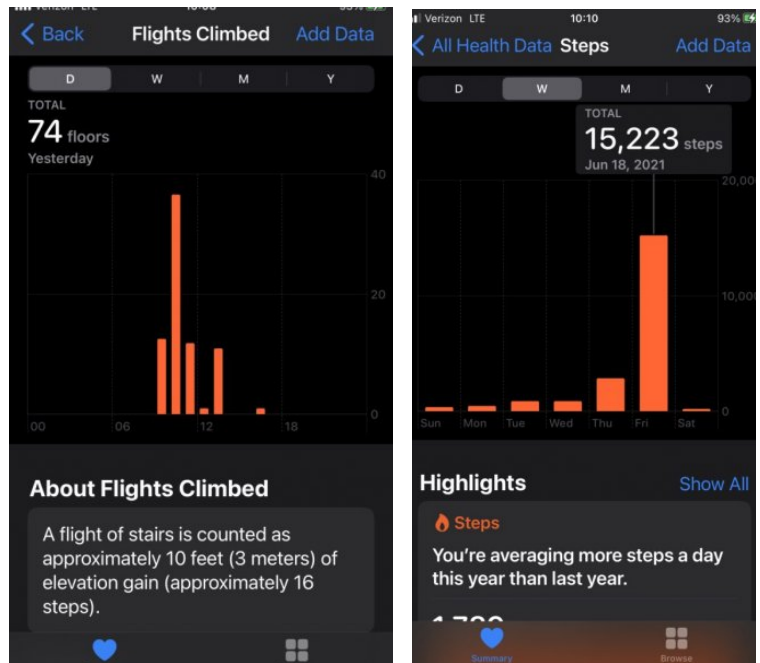 Back Flights Climbed Add Data
D W M Y
TOTAL
74 floors
Yesterday
40
20
0
00 06 12 18
About Flights Climbed
A flight of stairs is counted as
approximately 10 feet (3 meters) of
elevation gain (approximately 16
steps).
Verizon LTE 10:10 93%
All Health Data Steps Add Data
D W M Y
TOTAL
15,223 steps
Jun 18, 2021
20,00
10,00
0
Sun Mon Tue Wed Thu Fri Sat
Highlights Show All
Steps
You're averaging more steps a day
this year than last year.
Summary Browse